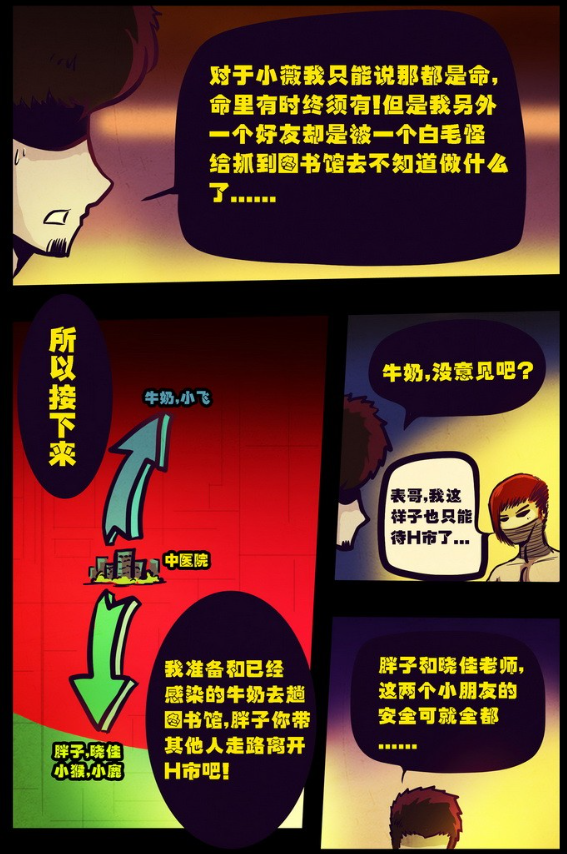 对于小薇我只能说那都是命,
命里有时终须有!但是我另外
一个好友却是被一个白毛怪
给抓到图书馆去不知道做什么
了......
所以接下来
牛奶,小飞
中医院
胖子,晓佳
小猴,小鹿
我准备和已经
感染的牛奶去趟
图书馆,胖子你带
其他人走路离开
H市吧!
牛奶,没意见吧?
表哥,我这
样子也只能
待H市了...
胖子和晓佳老师,
这两个小朋友的
安全可就全都
......